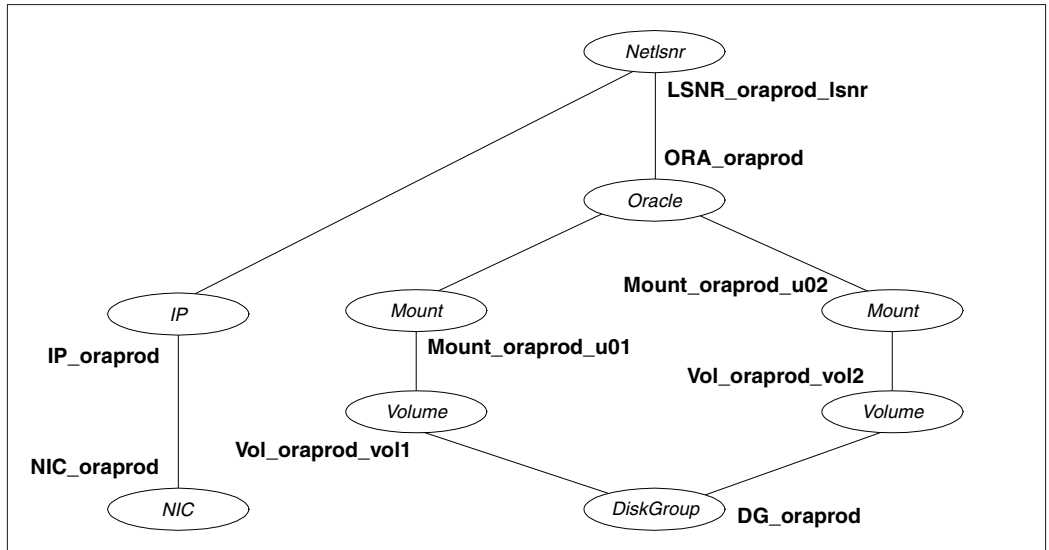 Netlsnr
LSNR_oraprod_lsnr
ORA_oraprod
Oracle
Mount_oraprod_u02
IP
Mount
Mount
IP_oraprod
Mount_oraprod_u01
Vol_oraprod_vol2
Volume
Volume
Vol_oraprod_vol1
NIC_oraprod
NIC
DiskGroup
DG_oraprod